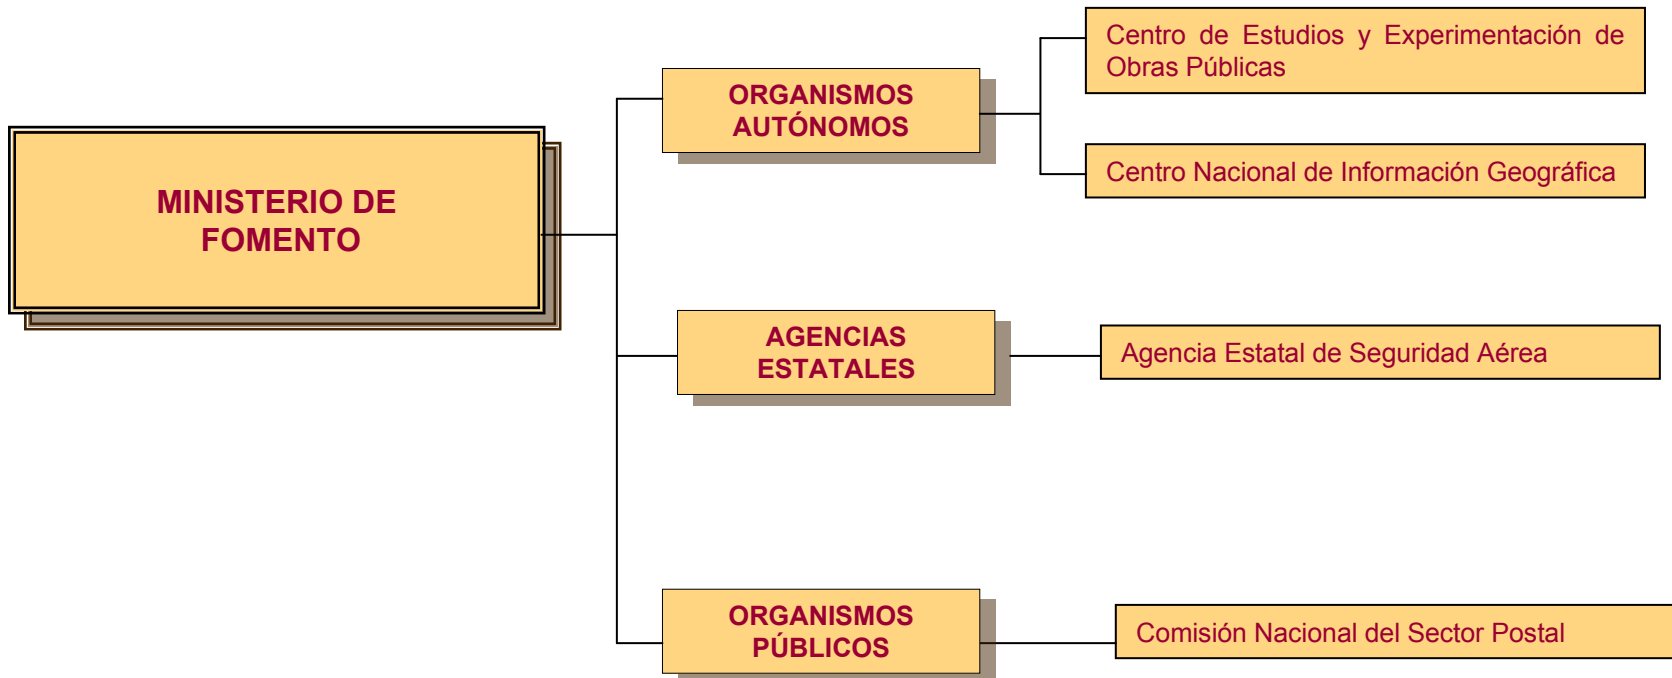 MINISTERIO DE
FOMENTO
ORGANISMOS
AUTÓNOMOS
Centro de Estudios y Experimentación de
Obras Públicas
Centro Nacional de Información Geográfica
AGENCIAS
ESTATALES
Agencia Estatal de Seguridad Aérea
ORGANISMOS
PÚBLICOS
Comisión Nacional del Sector Postal